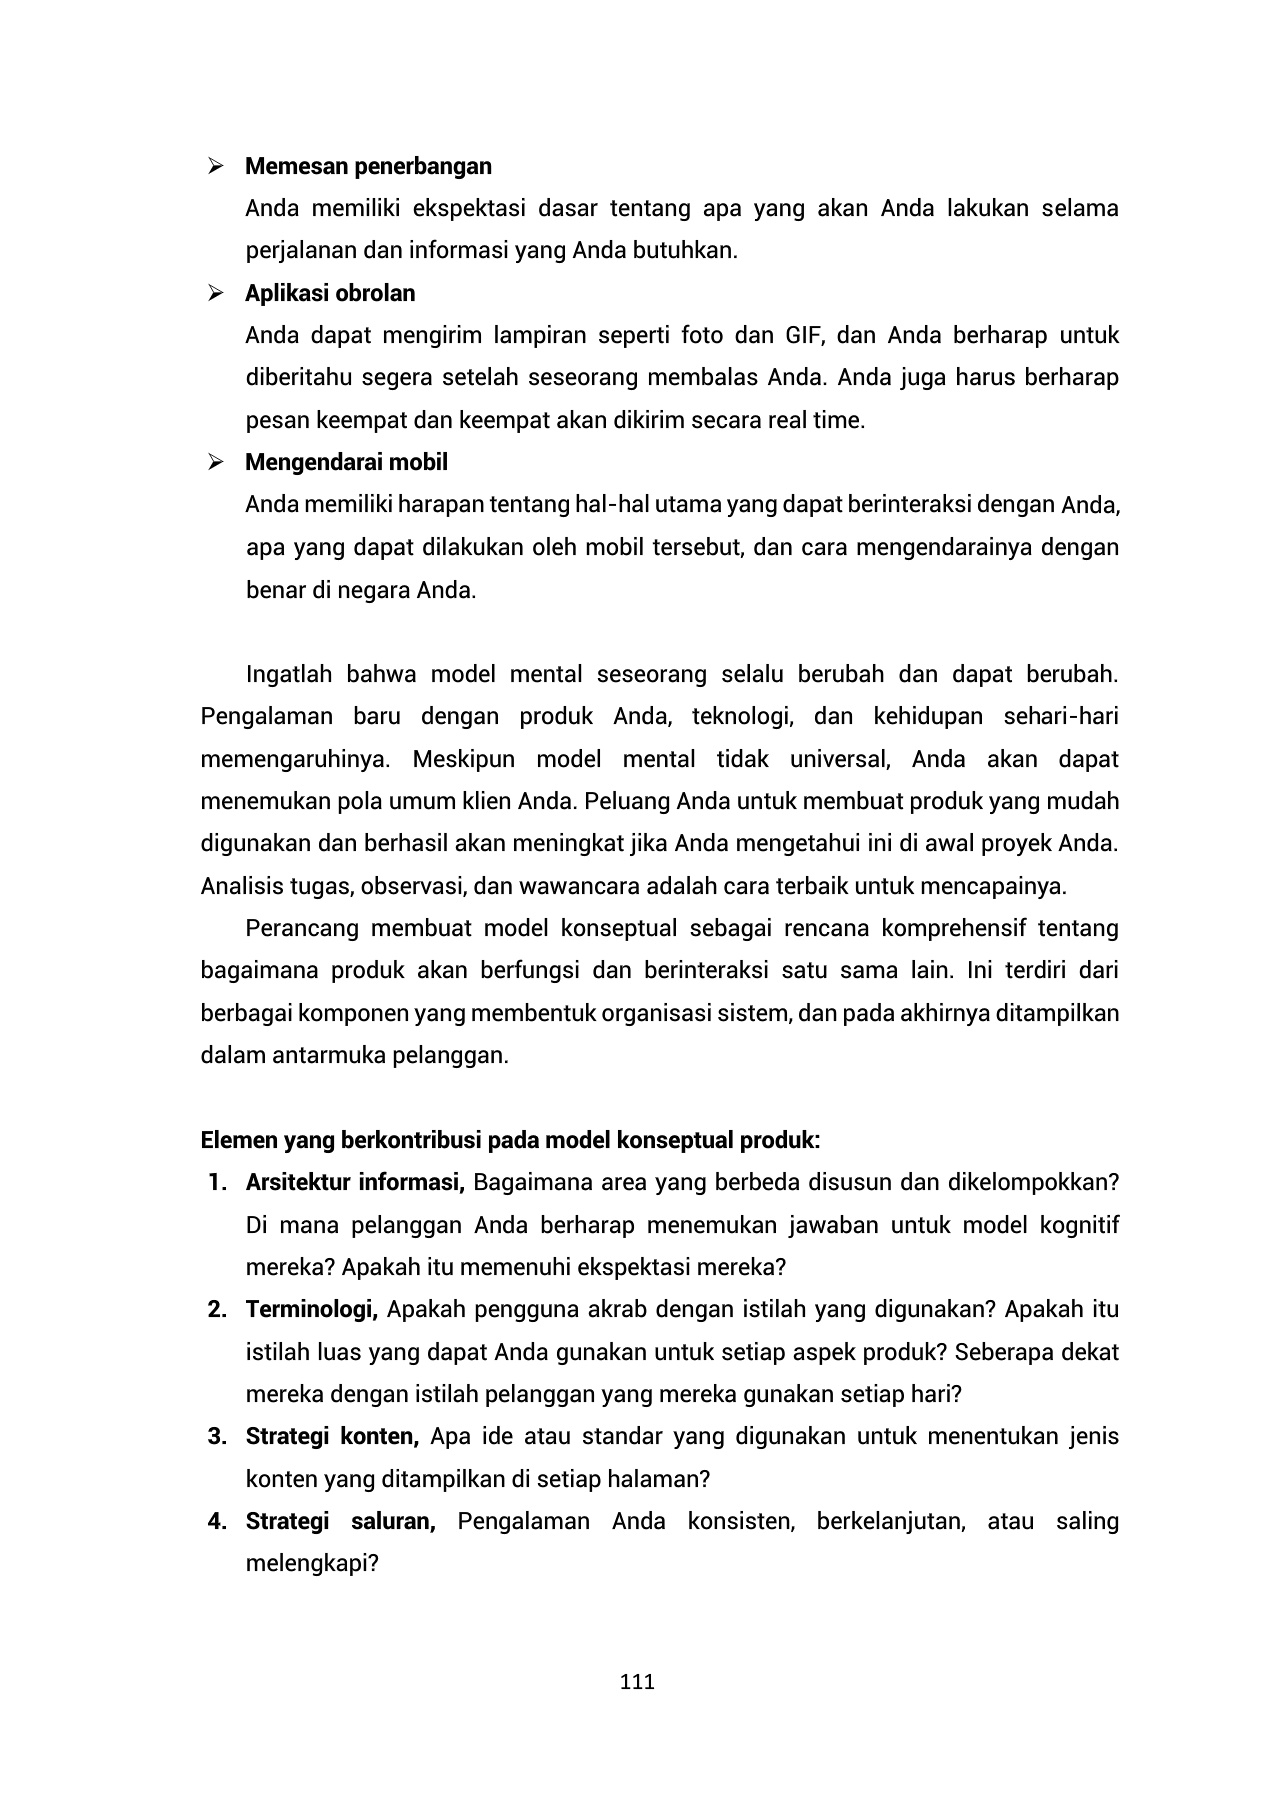 ➢ Memesan penerbangan
Anda memiliki ekspektasi dasar tentang apa yang akan Anda lakukan selama
perjalanan dan informasi yang Anda butuhkan.
➢ Aplikasi obrolan
Anda dapat mengirim lampiran seperti foto dan GIF, dan Anda berharap untuk
diberitahu segera setelah seseorang membalas Anda. Anda juga harus berharap
pesan keempat dan keempat akan dikirim secara real time.
➢ Mengendarai mobil
Anda memiliki harapan tentang hal-hal utama yang dapat berinteraksi dengan Anda,
apa yang dapat dilakukan oleh mobil tersebut, dan cara mengendarainya dengan
benar di negara Anda.
Ingatlah bahwa model mental seseorang selalu berubah dan dapat berubah.
Pengalaman baru dengan produk Anda, teknologi, dan kehidupan sehari-hari
memengaruhinya. Meskipun model mental tidak universal, Anda akan dapat
menemukan pola umum klien Anda. Peluang Anda untuk membuat produk yang mudah
digunakan dan berhasil akan meningkat jika Anda mengetahui ini di awal proyek Anda.
Analisis tugas, observasi, dan wawancara adalah cara terbaik untuk mencapainya.
Perancang membuat model konseptual sebagai rencana komprehensif tentang
bagaimana produk akan berfungsi dan berinteraksi satu sama lain. Ini terdiri dari
berbagai komponen yang membentuk organisasi sistem, dan pada akhirnya ditampilkan
dalam antarmuka pelanggan.
Elemen yang berkontribusi pada model konseptual produk:
1. Arsitektur informasi, Bagaimana area yang berbeda disusun dan dikelompokkan?
Di mana pelanggan Anda berharap menemukan jawaban untuk model kognitif
mereka? Apakah itu memenuhi ekspektasi mereka?
2. Terminologi, Apakah pengguna akrab dengan istilah yang digunakan? Apakah itu
istilah luas yang dapat Anda gunakan untuk setiap aspek produk? Seberapa dekat
mereka dengan istilah pelanggan yang mereka gunakan setiap hari?
3. Strategi konten, Apa ide atau standar yang digunakan untuk menentukan jenis
konten yang ditampilkan di setiap halaman?
4. Strategi saluran, Pengalaman Anda konsisten, berkelanjutan, atau saling
melengkapi?
111